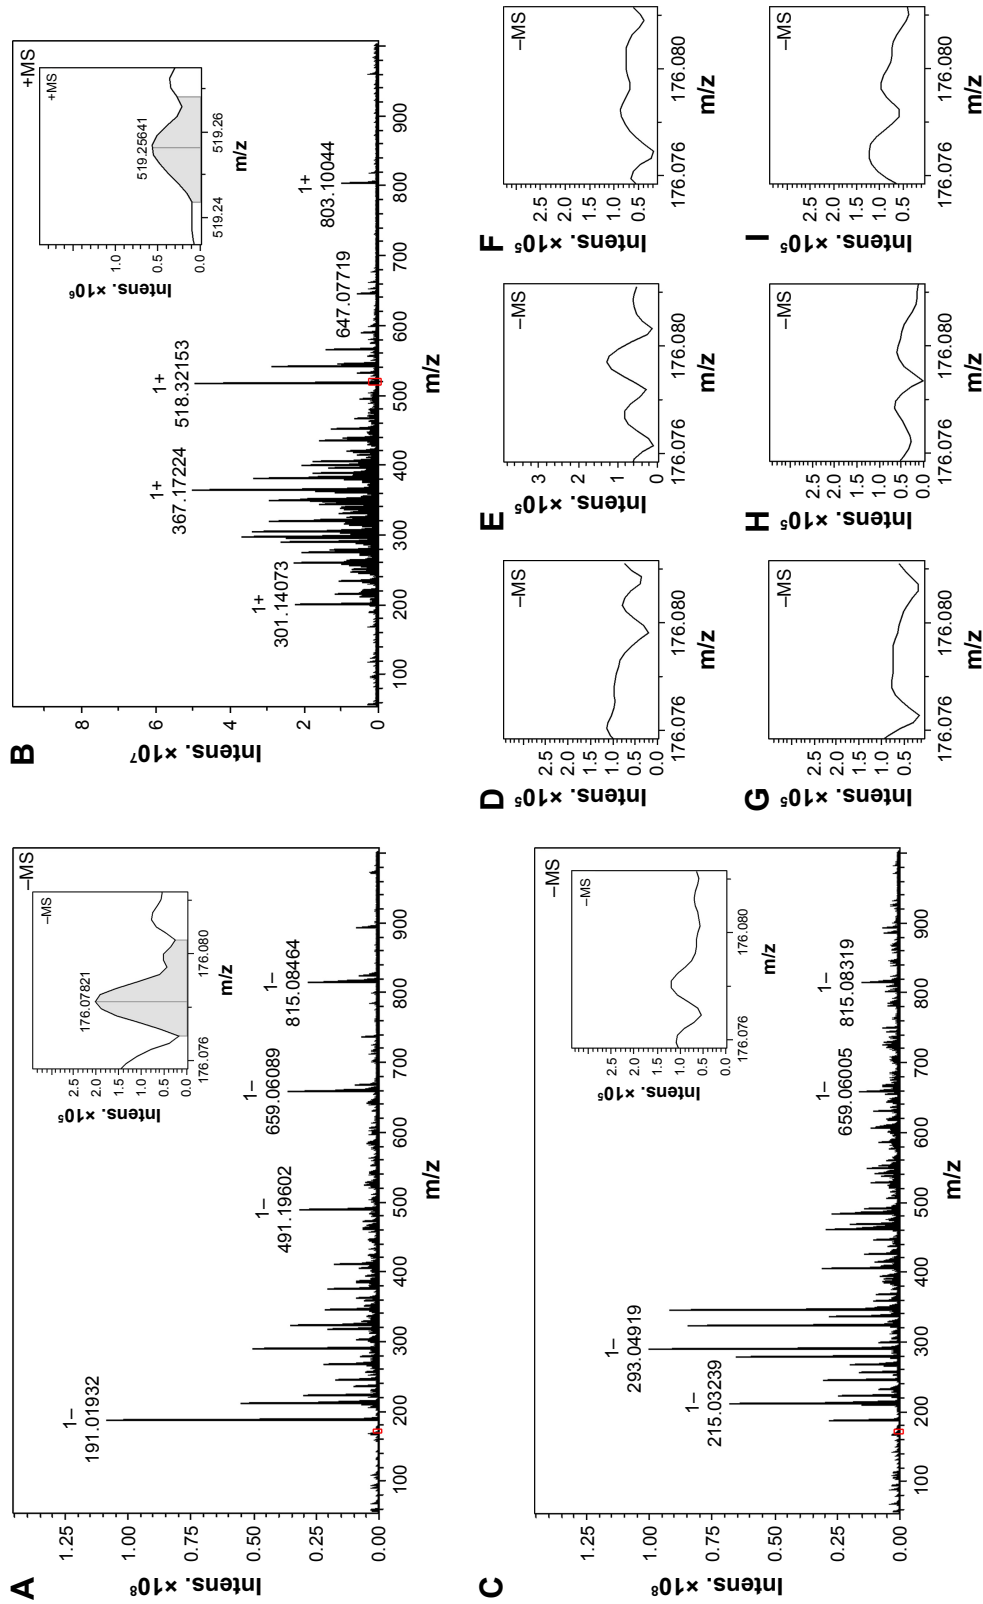 A
–MS
–MS
176.07821
Intens. ×10⁵
2.5
2.0
1.5
1.0
0.5
0.0
176.076
176.080
m/z
1–
191.01932
1–
491.19602
1–
659.06089
1–
815.08464
Intens. ×10⁸
1.25
1.00
0.75
0.50
0.25
0.00
100 200 300 400 500 600 700 800 900
m/z
B
+MS
+MS
519.25641
Intens. ×10⁶
1.0
0.5
0.0
519.24 519.26
m/z
1+
301.14073
1+
367.17224
1+
518.32153
647.07719
1+
803.10044
Intens. ×10⁷
8
6
4
2
0
100 200 300 400 500 600 700 800 900
m/z
C
–MS
–MS
Intens. ×10⁵
2.5
2.0
1.5
1.0
0.5
0.0
176.076 176.080
m/z
1–
215.03239
1–
293.04919
1–
659.06005
1–
815.08319
Intens. ×10⁸
1.25
1.00
0.75
0.50
0.25
0.00
100 200 300 400 500 600 700 800 900
m/z
D
–MS
Intens. ×10⁵
2.5
2.0
1.5
1.0
0.5
0.0
176.076 176.080
m/z
E
–MS
Intens. ×10⁵
3
2
1
0
176.076 176.080
m/z
F
–MS
Intens. ×10⁵
2.5
2.0
1.5
1.0
0.5
176.076 176.080
m/z
G
–MS
Intens. ×10⁵
2.5
2.0
1.5
1.0
0.5
176.076 176.080
m/z
H
–MS
Intens. ×10⁵
2.5
2.0
1.5
1.0
0.5
0.0
176.076 176.080
m/z
I
–MS
Intens. ×10⁵
2.5
2.0
1.5
1.0
0.5
176.076 176.080
m/z